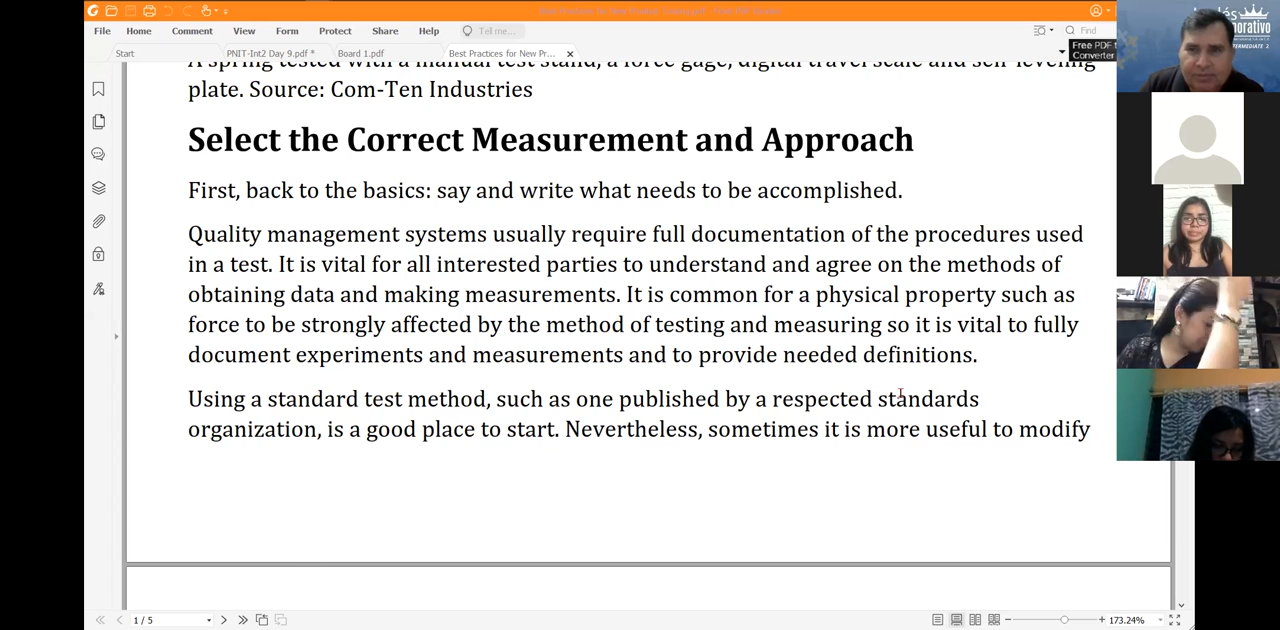 File Home Comment View Form Protect Share Help Tell me... Find
Free PDF t
Converter
Start PNIT-Int2 Day 9.pdf * Board 1.pdf Best Practices for New Pr...
A spring tested with a manual test stand, a force gage, digital travel scale and self-leveling
plate. Source: Com-Ten Industries
Select the Correct Measurement and Approach
First, back to the basics: say and write what needs to be accomplished.
Quality management systems usually require full documentation of the procedures used
in a test. It is vital for all interested parties to understand and agree on the methods of
obtaining data and making measurements. It is common for a physical property such as
force to be strongly affected by the method of testing and measuring so it is vital to fully
document experiments and measurements and to provide needed definitions.
Using a standard test method, such as one published by a respected standards
organization, is a good place to start. Nevertheless, sometimes it is more useful to modify
1 / 5 173.24%